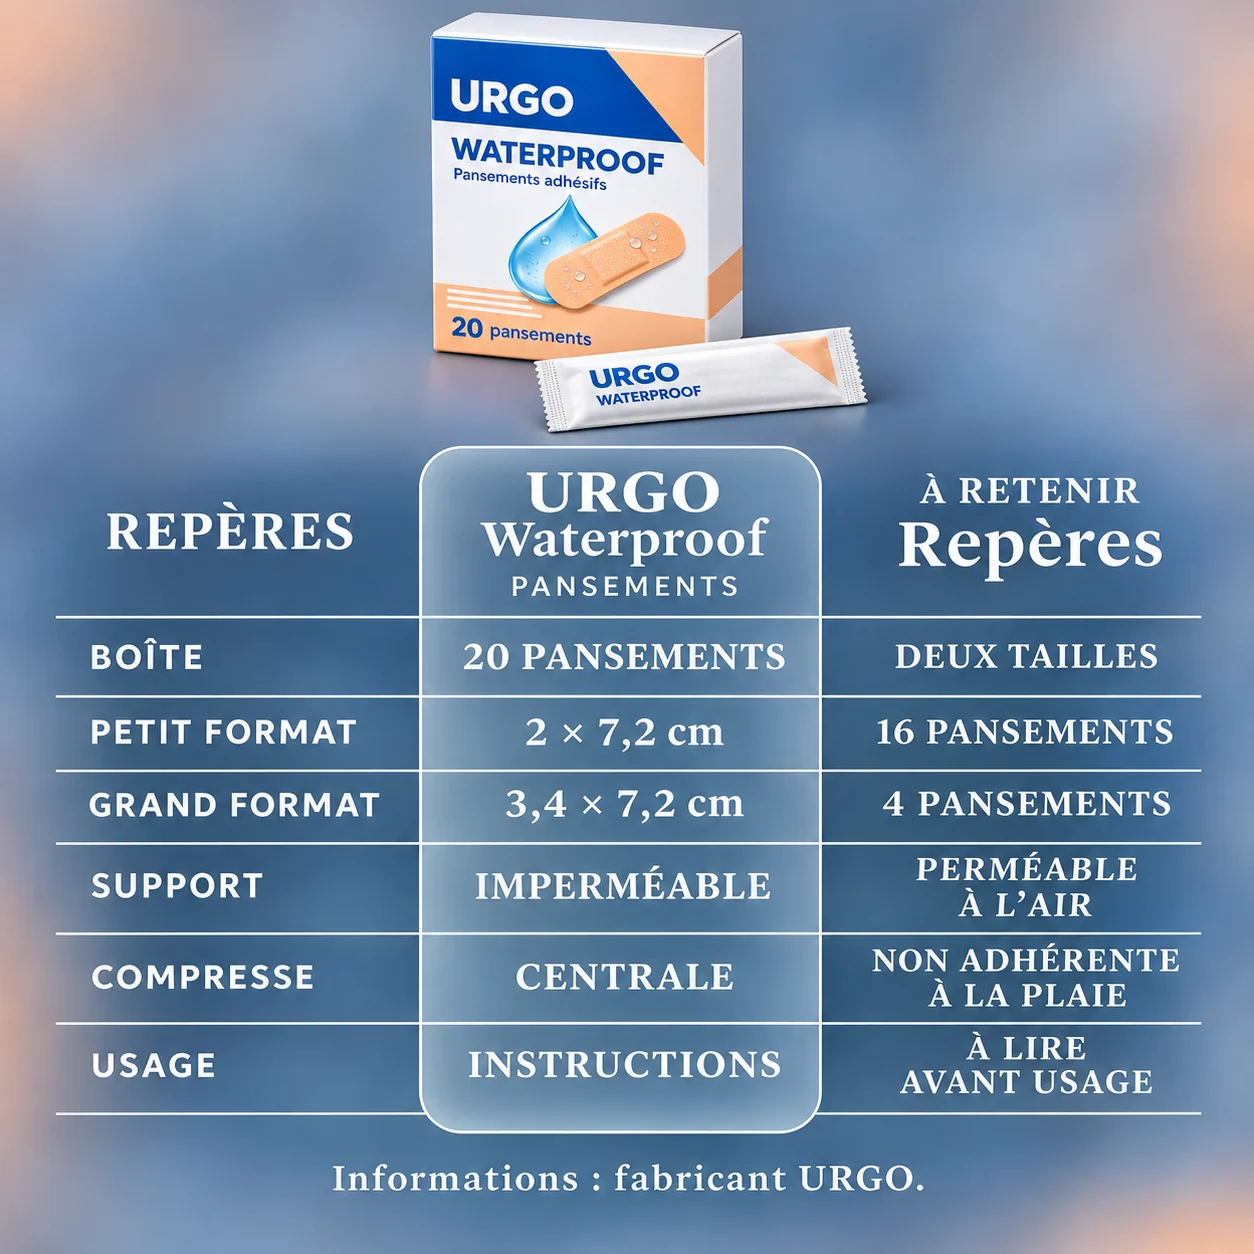 URGO
WATERPROOF
Pansements adhésifs
20 pansements
URGO
WATERPROOF
REPÈRES
URGO
Waterproof
PANSEMENTS
À RETENIR
Repères
BOÎTE
20 PANSEMENTS
DEUX TAILLES
PETIT FORMAT
2 × 7,2 cm
16 PANSEMENTS
GRAND FORMAT
3,4 × 7,2 cm
4 PANSEMENTS
SUPPORT
IMPERMÉABLE
PERMÉABLE
À L’AIR
COMPRESSE
CENTRALE
NON ADHÉRENTE
À LA PLAIE
USAGE
INSTRUCTIONS
À LIRE
AVANT USAGE
Informations : fabricant URGO.